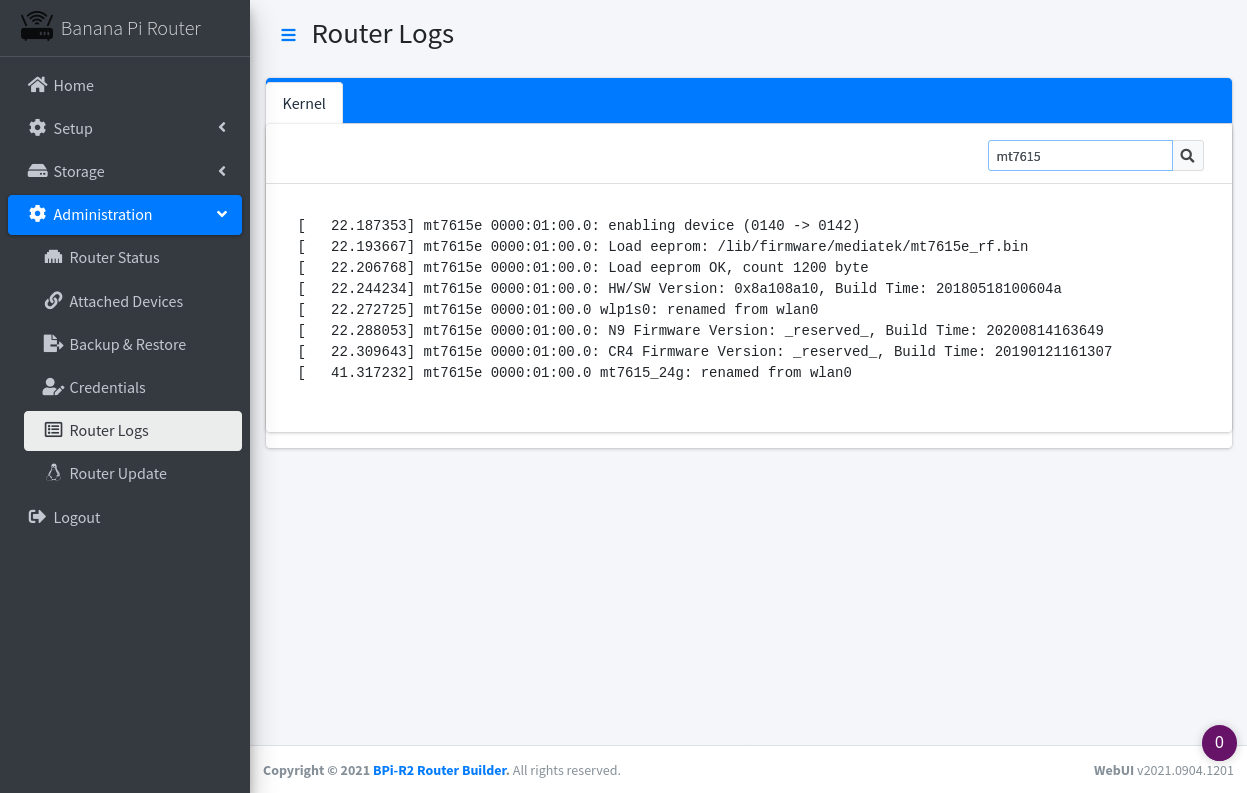 Banana Pi Router
Router Logs
Home
Setup
Storage
Administration
Router Status
Attached Devices
Backup & Restore
Credentials
Router Logs
Router Update
Logout
Kernel
mt7615
[   22.187353] mt7615e 0000:01:00.0: enabling device (0140 -> 0142)
[   22.193667] mt7615e 0000:01:00.0: Load eeprom: /lib/firmware/mediatek/mt7615e_rf.bin
[   22.206768] mt7615e 0000:01:00.0: Load eeprom OK, count 1200 byte
[   22.244234] mt7615e 0000:01:00.0: HW/SW Version: 0x8a108a10, Build Time: 20180518100604a
[   22.272725] mt7615e 0000:01:00.0 wlp1s0: renamed from wlan0
[   22.288053] mt7615e 0000:01:00.0: N9 Firmware Version: _reserved_, Build Time: 20200814163649
[   22.309643] mt7615e 0000:01:00.0: CR4 Firmware Version: _reserved_, Build Time: 20190121161307
[   41.317232] mt7615e 0000:01:00.0 mt7615_24g: renamed from wlan0
0
Copyright © 2021 BPi-R2 Router Builder. All rights reserved.
WebUI v2021.0904.1201